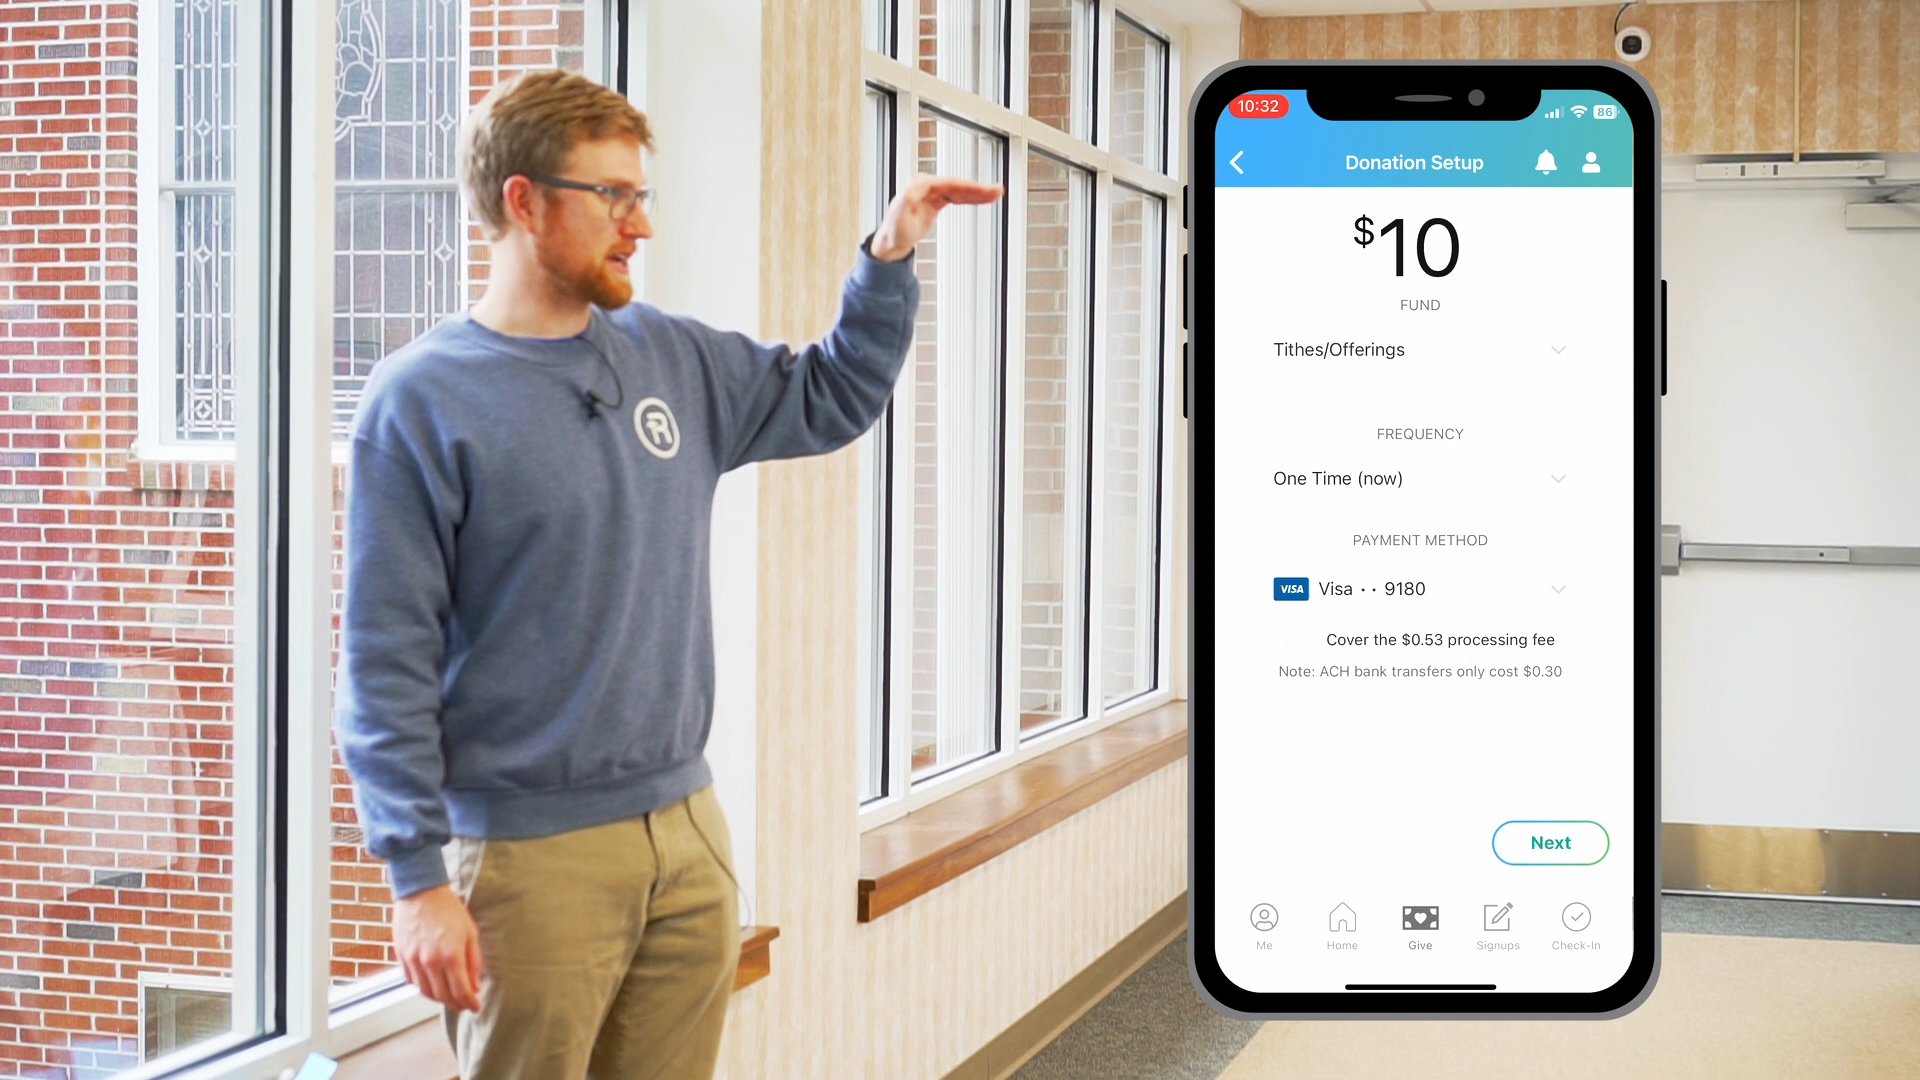 10:32
86
Donation Setup
$10
FUND
Tithes/Offerings
FREQUENCY
One Time (now)
PAYMENT METHOD
VISA Visa •• 9180
Cover the $0.53 processing fee
Note: ACH bank transfers only cost $0.30
Next
Me Home Give Signups Check-In
R